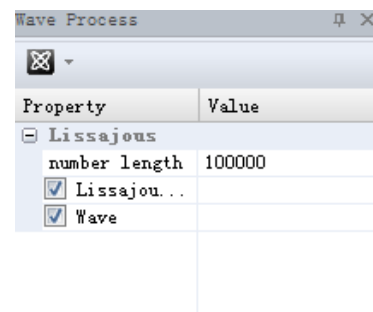 Wave Process
Property Value
Lissajous
number length 100000
Lissajou...
Wave